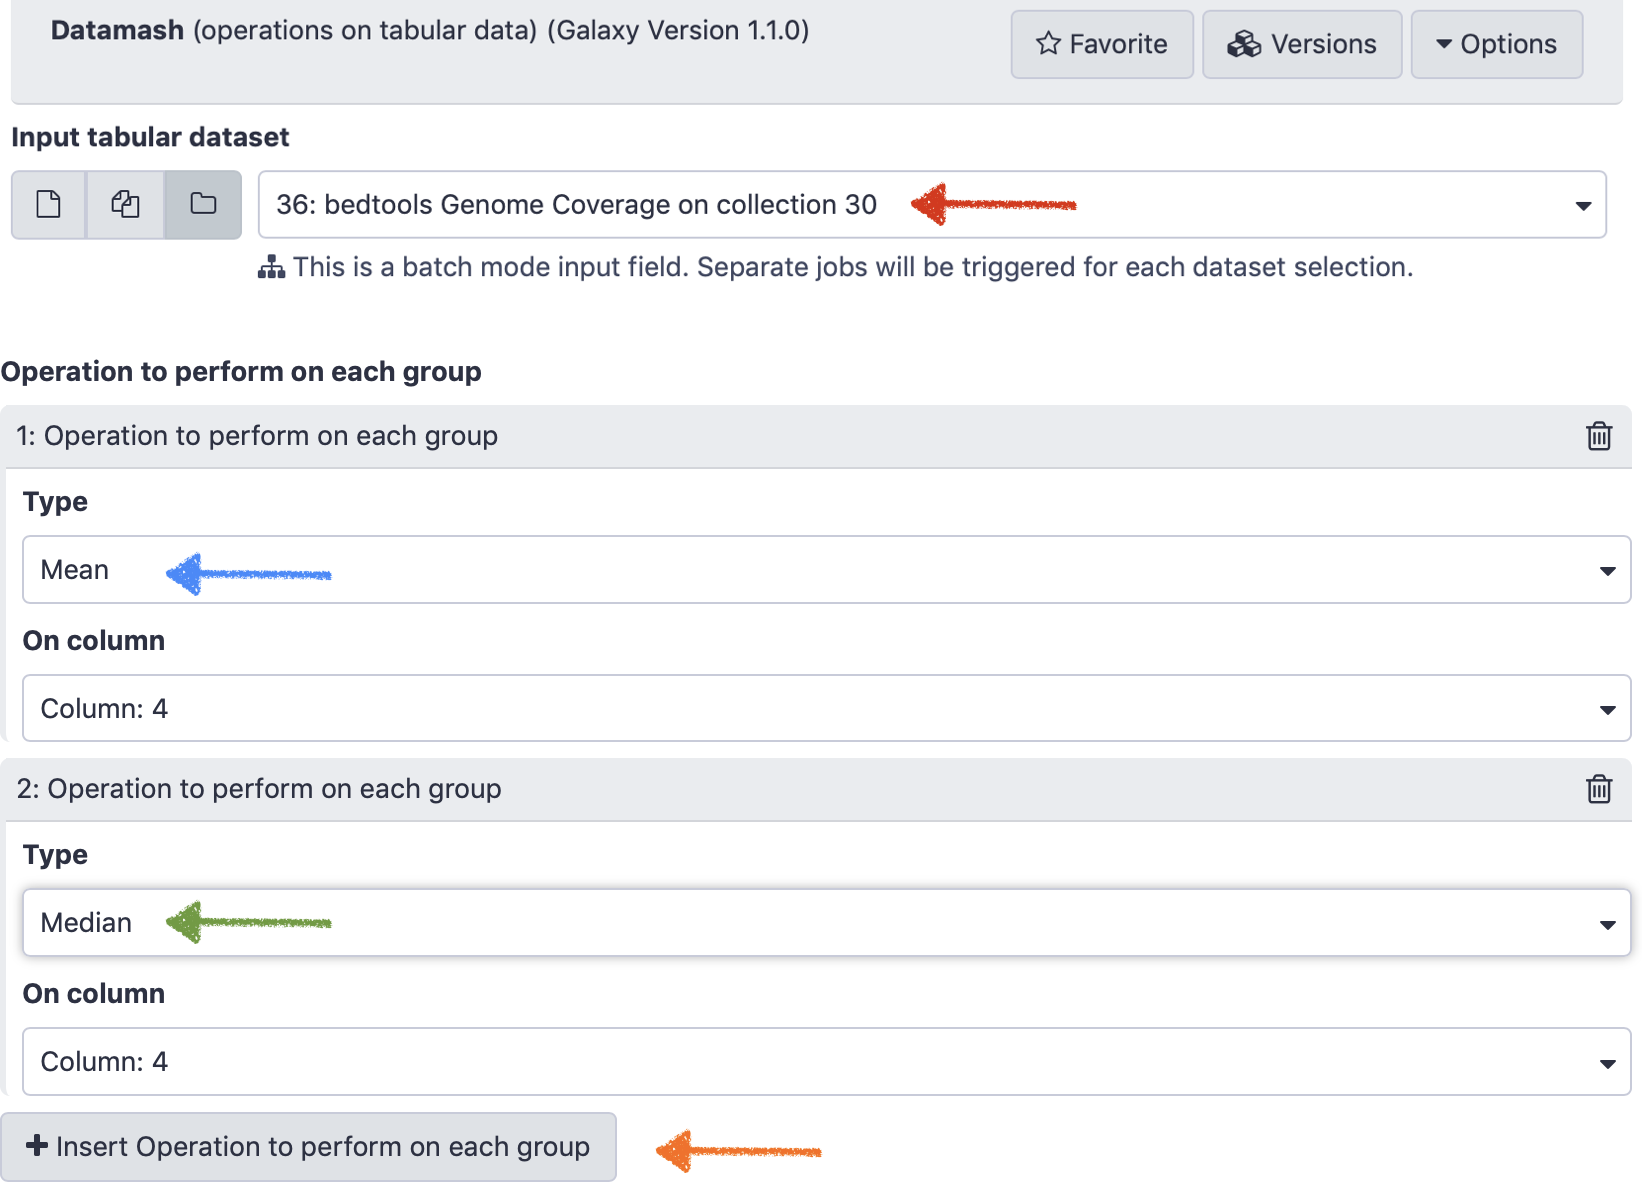 Datamash (operations on tabular data) (Galaxy Version 1.1.0)
Favorite
Versions
Options
Input tabular dataset
36: bedtools Genome Coverage on collection 30
This is a batch mode input field. Separate jobs will be triggered for each dataset selection.
Operation to perform on each group
1: Operation to perform on each group
Type
Mean
On column
Column: 4
2: Operation to perform on each group
Type
Median
On column
Column: 4
Insert Operation to perform on each group